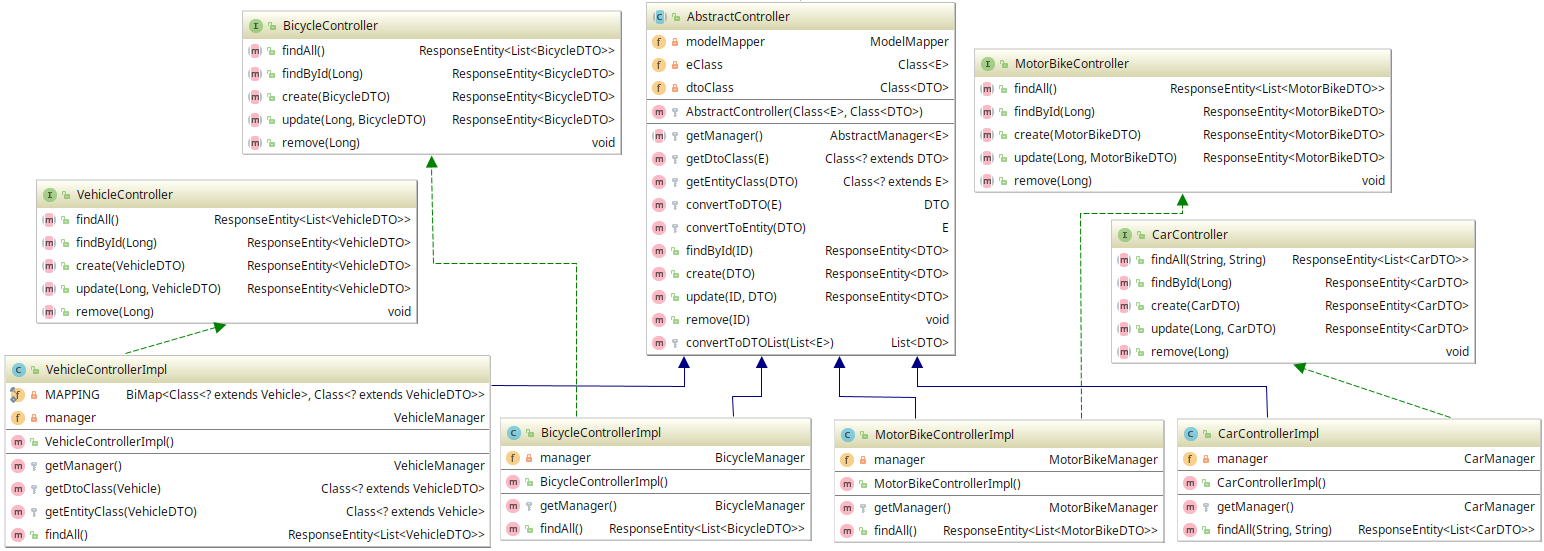 BicycleController
findAll() ResponseEntity<List<BicycleDTO>>
findById(Long) ResponseEntity<BicycleDTO>
create(BicycleDTO) ResponseEntity<BicycleDTO>
update(Long, BicycleDTO) ResponseEntity<BicycleDTO>
remove(Long) void
AbstractController
modelMapper ModelMapper
eClass Class<E>
dtoClass Class<DTO>
AbstractController(Class<E>, Class<DTO>)
getManager() AbstractManager<E>
getDtoClass(E) Class<? extends DTO>
getEntityClass(DTO) Class<? extends E>
convertToDTO(E) DTO
convertToEntity(DTO) E
findById(ID) ResponseEntity<DTO>
create(DTO) ResponseEntity<DTO>
update(ID, DTO) ResponseEntity<DTO>
remove(ID) void
convertToDTOList(List<E>) List<DTO>
MotorBikeController
findAll() ResponseEntity<List<MotorBikeDTO>>
findById(Long) ResponseEntity<MotorBikeDTO>
create(MotorBikeDTO) ResponseEntity<MotorBikeDTO>
update(Long, MotorBikeDTO) ResponseEntity<MotorBikeDTO>
remove(Long) void
VehicleController
findAll() ResponseEntity<List<VehicleDTO>>
findById(Long) ResponseEntity<VehicleDTO>
create(VehicleDTO) ResponseEntity<VehicleDTO>
update(Long, VehicleDTO) ResponseEntity<VehicleDTO>
remove(Long) void
CarController
findAll(String, String) ResponseEntity<List<CarDTO>>
findById(Long) ResponseEntity<CarDTO>
create(CarDTO) ResponseEntity<CarDTO>
update(Long, CarDTO) ResponseEntity<CarDTO>
remove(Long) void
VehicleControllerImpl
MAPPING BiMap<Class<? extends Vehicle>, Class<? extends VehicleDTO>>
manager VehicleManager
VehicleControllerImpl()
getManager() VehicleManager
getDtoClass(Vehicle) Class<? extends VehicleDTO>
getEntityClass(VehicleDTO) Class<? extends Vehicle>
findAll() ResponseEntity<List<VehicleDTO>>
BicycleControllerImpl
manager BicycleManager
BicycleControllerImpl()
getManager() BicycleManager
findAll() ResponseEntity<List<BicycleDTO>>
MotorBikeControllerImpl
manager MotorBikeManager
MotorBikeControllerImpl()
getManager() MotorBikeManager
findAll() ResponseEntity<List<MotorBikeDTO>>
CarControllerImpl
manager CarManager
CarControllerImpl()
getManager() CarManager
findAll(String, String) ResponseEntity<List<CarDTO>>